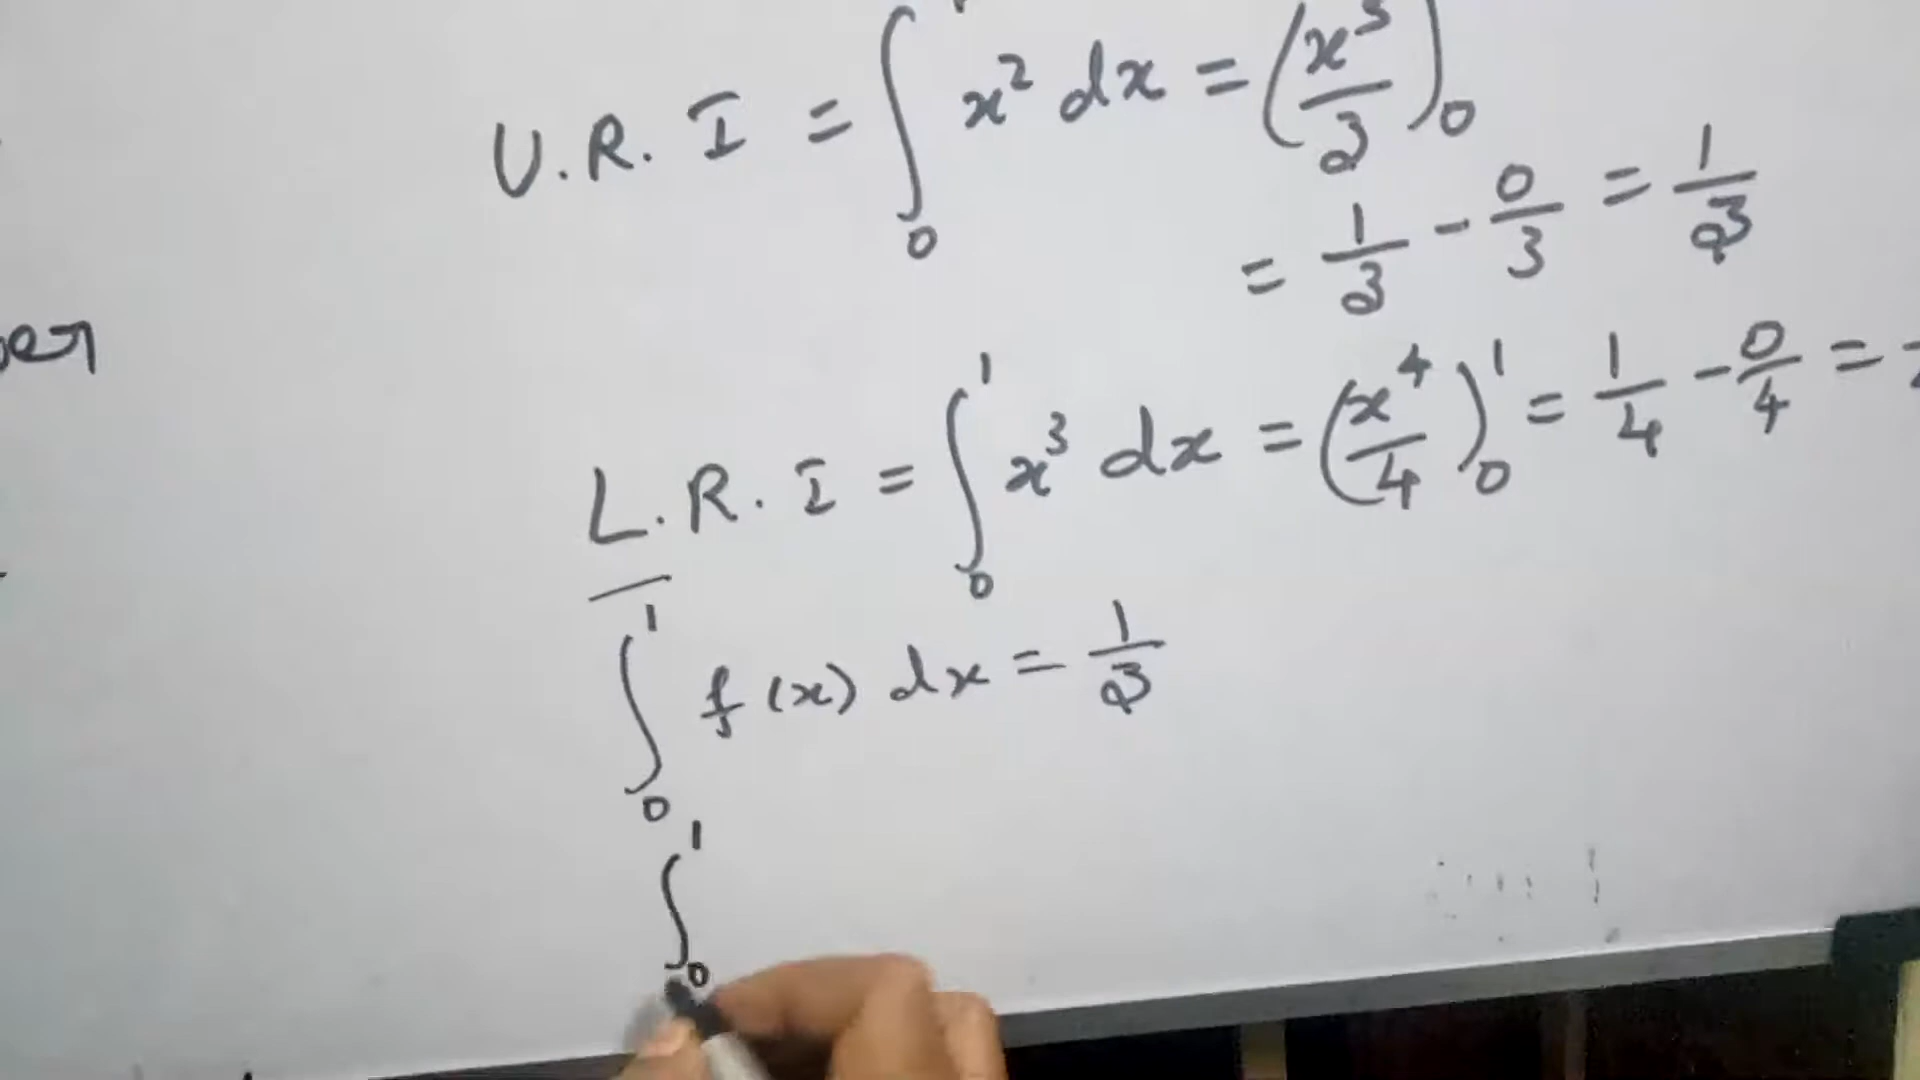 U.R. I = ∫₀ x² dx = (x³/3)₀
= 1/3 - 0/3 = 1/3
L.R. I = ∫₀¹ x³ dx = (x⁴/4)₀¹ = 1/4 - 0/4 =
∫₀¹ f(x) dx = 1/3
∫₀¹